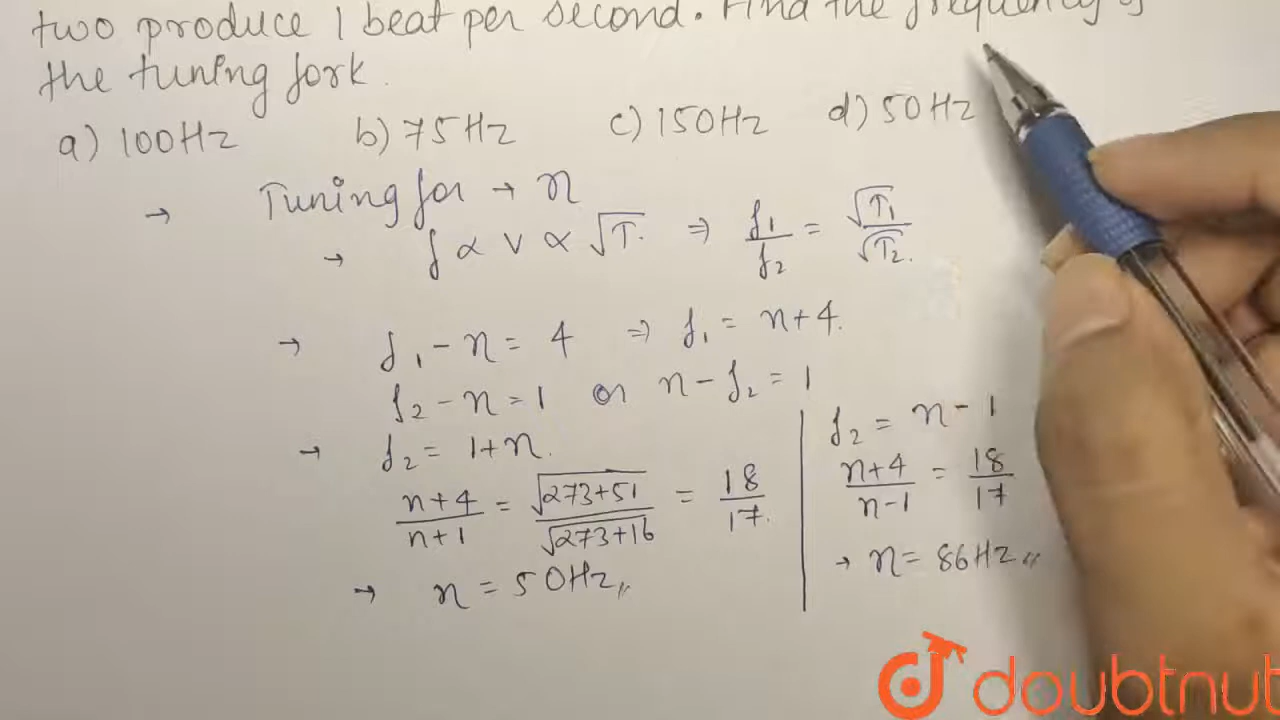 two produce 1 beat per second. Find the frequency of
the tuning fork.
a) 100Hz b) 75Hz c) 150Hz d) 50Hz
→ Tuning for → n
→ f ∝ v ∝ √T. ⇒ f₁/f₂ = √T₁/√T₂.
→ f₁ - n = 4 ⇒ f₁ = n+4.
f₂ - n = 1 or n - f₂ = 1
→ f₂ = 1+n.
(n+4)/(n+1) = √(273+51)/√(273+16) = 18/17.
→ n = 50Hz,,
f₂ = n - 1
(n+4)/(n-1) = 18/17
→ n = 86Hz,,
doubtnut